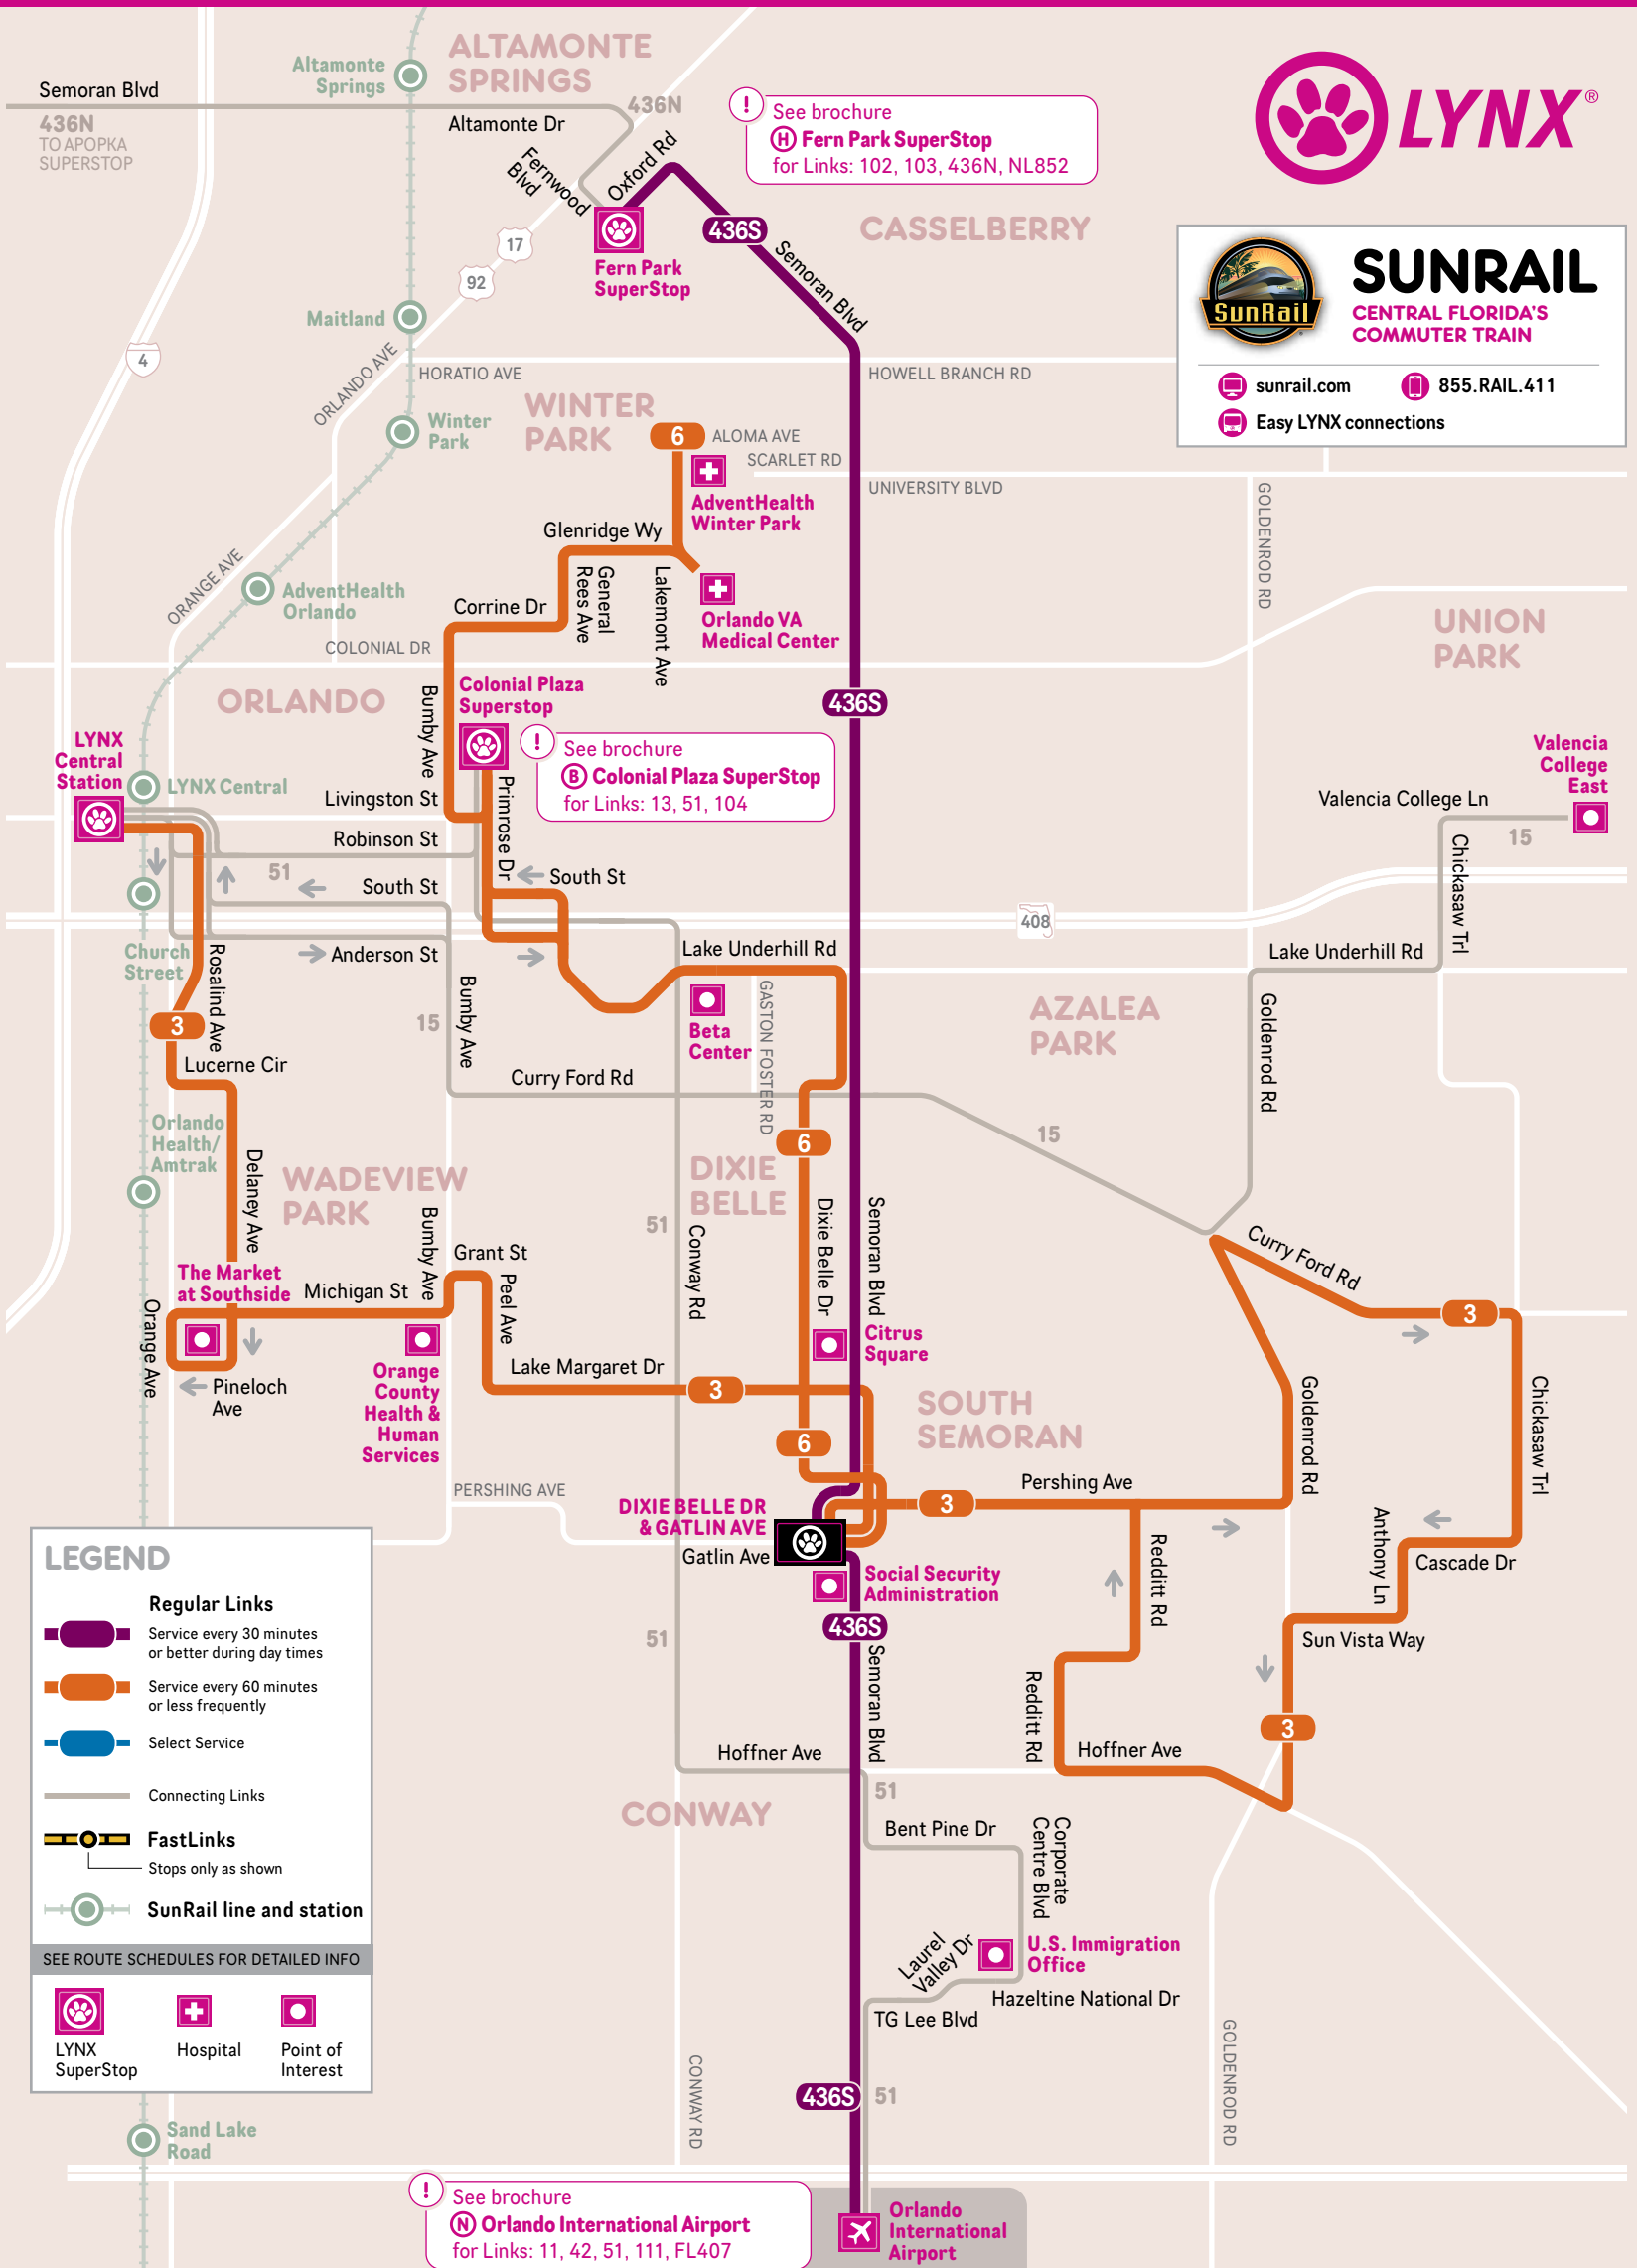 ALTAMONTE
SPRINGS
Altamonte
Springs
Semoran Blvd
436N
TO APOPKA
SUPERSTOP
436N
Altamonte Dr
Fernwood
Blvd
Oxford Rd
!
See brochure
H Fern Park SuperStop
for Links: 102, 103, 436N, NL852
LYNX®
CASSELBERRY
436S
17
92
Fern Park
SuperStop
Semoran Blvd
SunRail
SUNRAIL
CENTRAL FLORIDA'S
COMMUTER TRAIN
sunrail.com
855.RAIL.411
Easy LYNX connections
Maitland
4
ORLANDO AVE
HORATIO AVE
HOWELL BRANCH RD
WINTER
PARK
Winter
Park
6
ALOMA AVE
SCARLET RD
UNIVERSITY BLVD
AdventHealth
Winter Park
GOLDENROD RD
Glenridge Wy
General
Rees Ave
Lakemont Ave
ORANGE AVE
AdventHealth
Orlando
Corrine Dr
Orlando VA
Medical Center
UNION
PARK
COLONIAL DR
ORLANDO
Bumby Ave
Colonial Plaza
Superstop
436S
LYNX
Central
Station
LYNX Central
!
See brochure
B Colonial Plaza SuperStop
for Links: 13, 51, 104
Valencia
College
East
Livingston St
Primrose Dr
Valencia College Ln
15
Robinson St
51
South St
South St
Chickasaw Trl
408
Church
Street
Rosalind Ave
Anderson St
Lake Underhill Rd
Lake Underhill Rd
Bumby Ave
15
Beta
Center
GASTON FOSTER RD
AZALEA
PARK
Goldenrod Rd
3
Lucerne Cir
Curry Ford Rd
Orlando
Health/
Amtrak
6
15
Delaney Ave
WADEVIEW
PARK
DIXIE
BELLE
51
Bumby Ave
Grant St
Conway Rd
Dixie Belle Dr
Semoran Blvd
Curry Ford Rd
The Market
at Southside
Michigan St
Peel Ave
3
Orange Ave
Citrus
Square
Pineloch
Ave
Orange
County
Health &
Human
Services
Lake Margaret Dr
3
SOUTH
SEMORAN
Goldenrod Rd
Chickasaw Trl
6
PERSHING AVE
Pershing Ave
3
DIXIE BELLE DR
& GATLIN AVE
Gatlin Ave
Anthony Ln
Cascade Dr
Redditt Rd
Social Security
Administration
436S
51
Sun Vista Way
Semoran Blvd
Redditt Rd
3
Hoffner Ave
Hoffner Ave
51
CONWAY
Bent Pine Dr
Corporate
Centre Blvd
Laurel
Valley Dr
U.S. Immigration
Office
Hazeltine National Dr
TG Lee Blvd
GOLDENROD RD
CONWAY RD
436S
51
LEGEND
Regular Links
Service every 30 minutes
or better during day times
Service every 60 minutes
or less frequently
Select Service
Connecting Links
FastLinks
Stops only as shown
SunRail line and station
SEE ROUTE SCHEDULES FOR DETAILED INFO
LYNX
SuperStop
Hospital
Point of
Interest
Sand Lake
Road
!
See brochure
N Orlando International Airport
for Links: 11, 42, 51, 111, FL407
Orlando
International
Airport